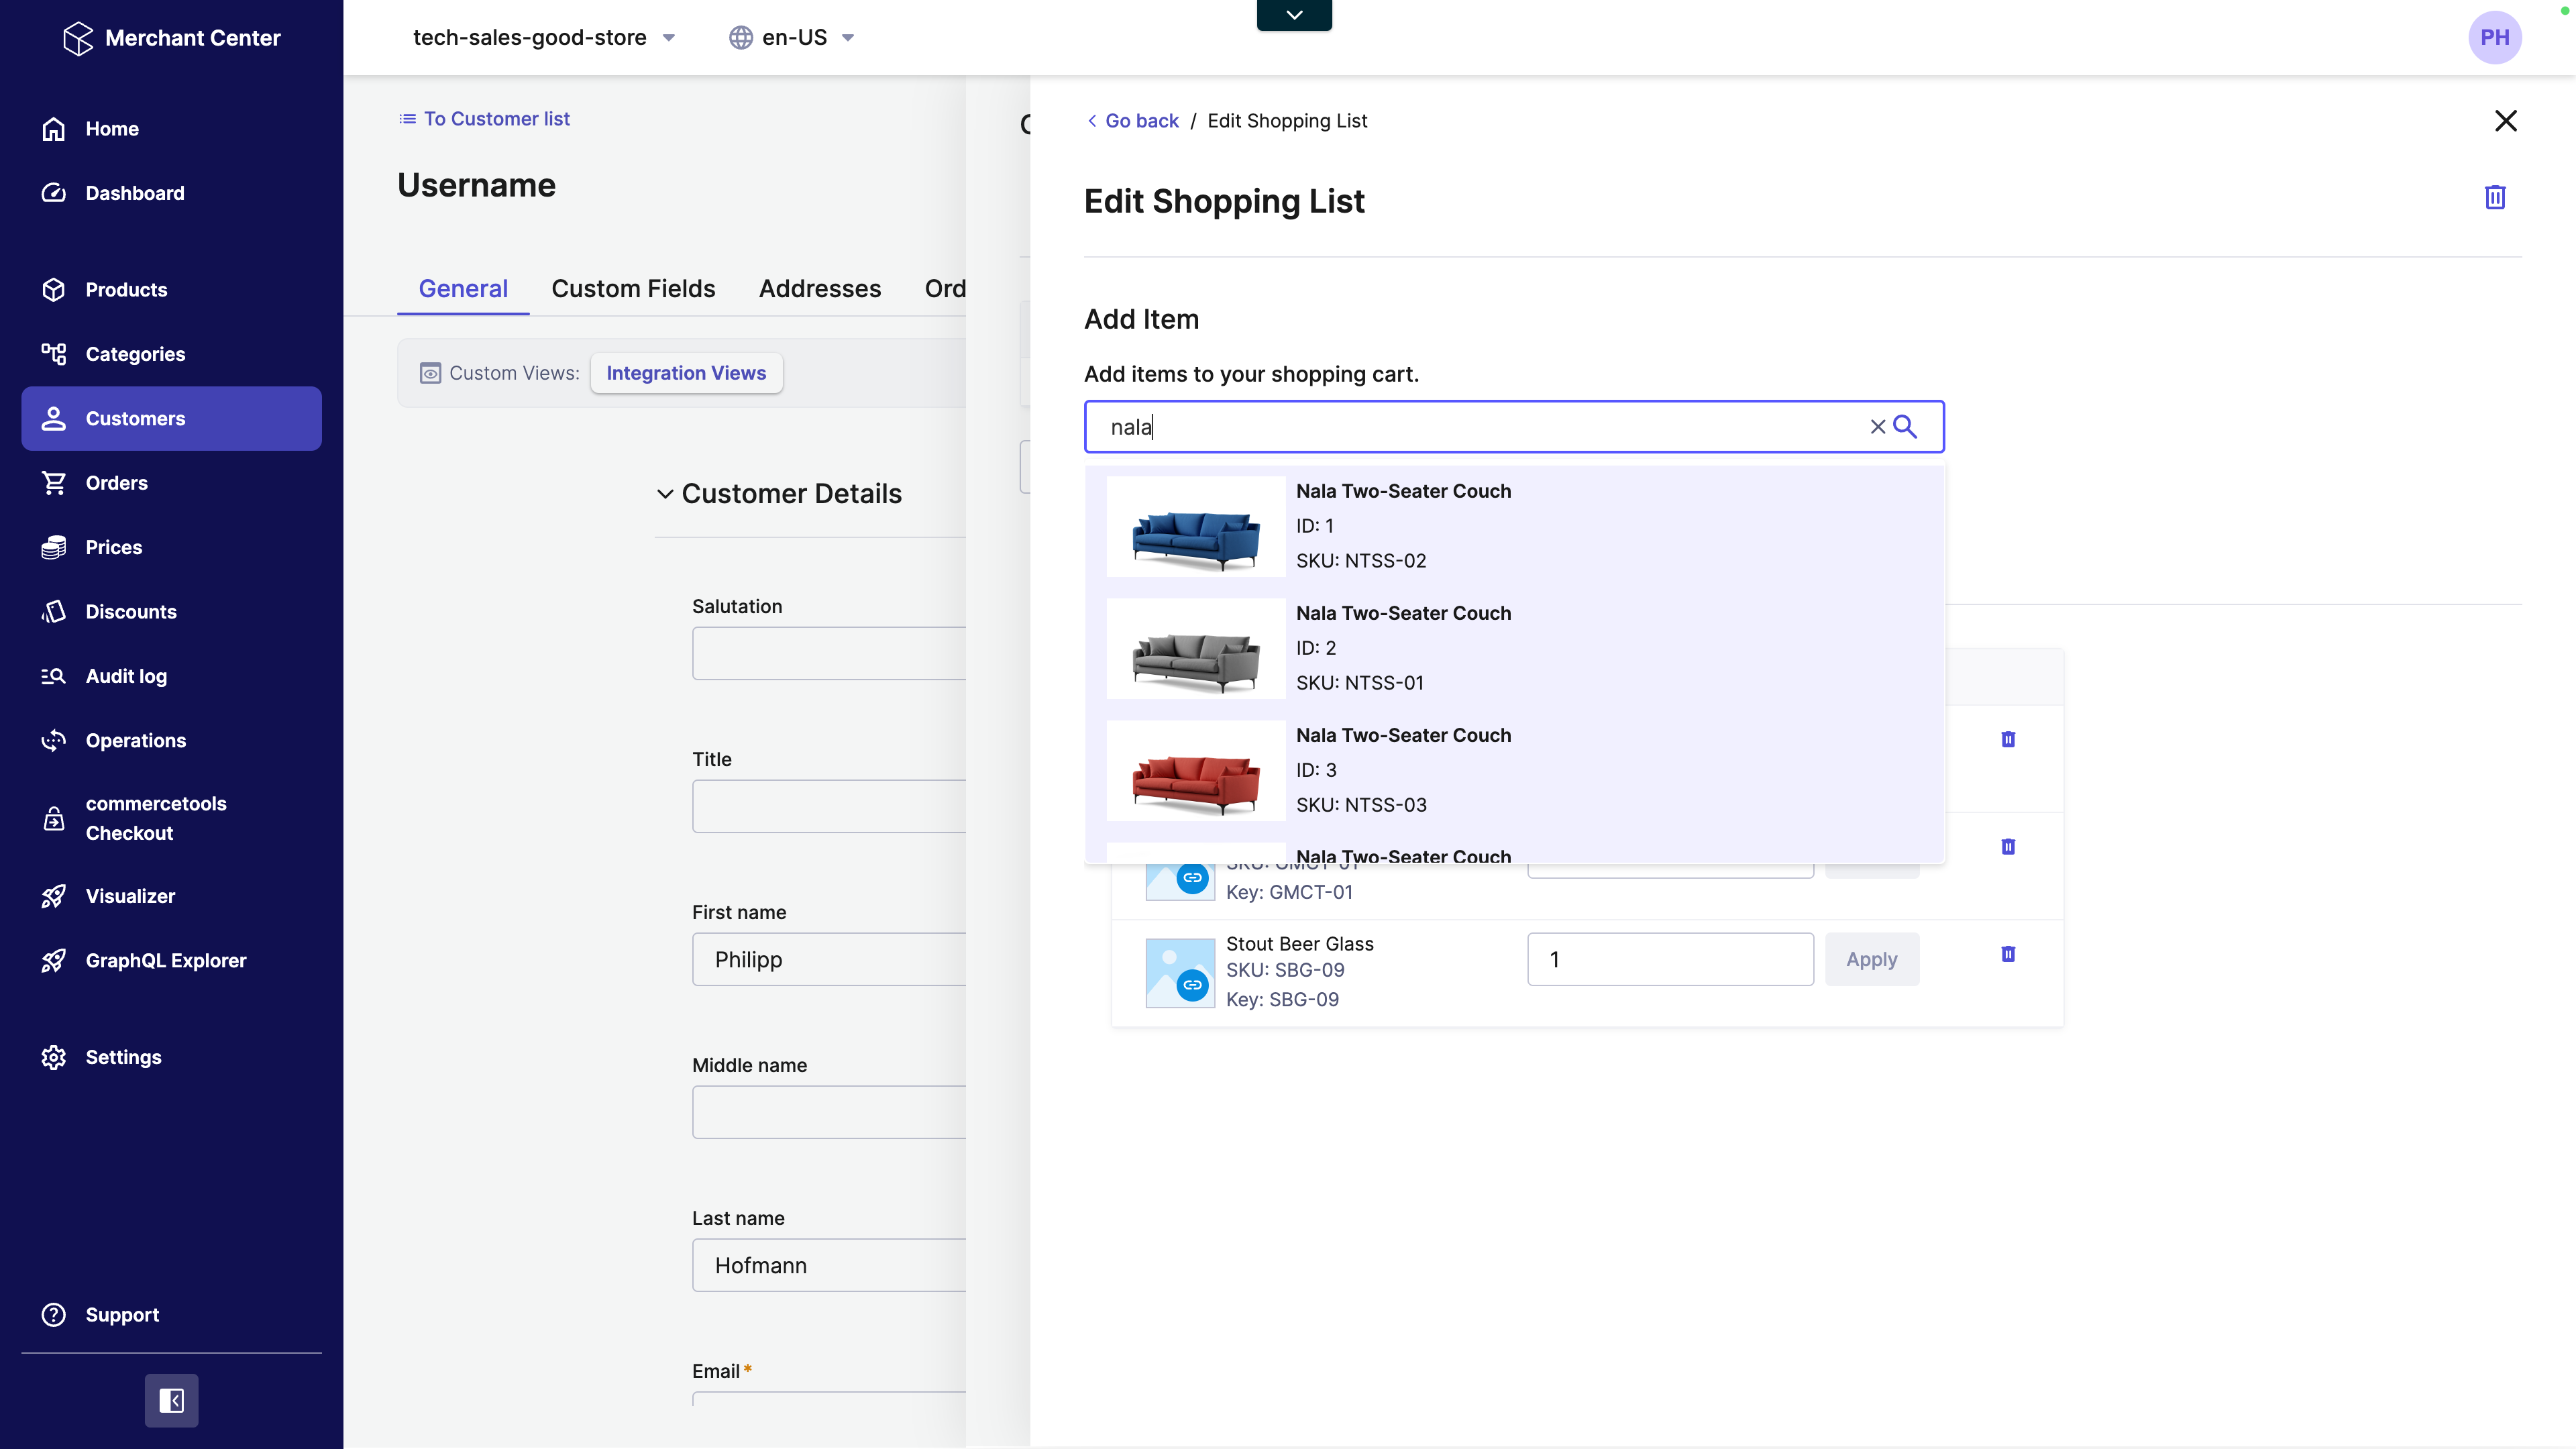 Merchant Center
Home
Dashboard
Products
Categories
Customers
Orders
Prices
Discounts
Audit log
Operations
commercetools
Checkout
Visualizer
GraphQL Explorer
Settings
Support
tech-sales-good-store
en-US
PH
To Customer list
Username
General Custom Fields Addresses Ord
Custom Views: Integration Views
Customer Details
Salutation
Title
First name
Philipp
Middle name
Last name
Hofmann
Email*
Go back / Edit Shopping List
Edit Shopping List
Add Item
Add items to your shopping cart.
nala
Nala Two-Seater Couch
ID: 1
SKU: NTSS-02
Nala Two-Seater Couch
ID: 2
SKU: NTSS-01
Nala Two-Seater Couch
ID: 3
SKU: NTSS-03
Nala Two-Seater Couch
SKU: GMCT-01
Key: GMCT-01
Stout Beer Glass
SKU: SBG-09
Key: SBG-09
1
Apply